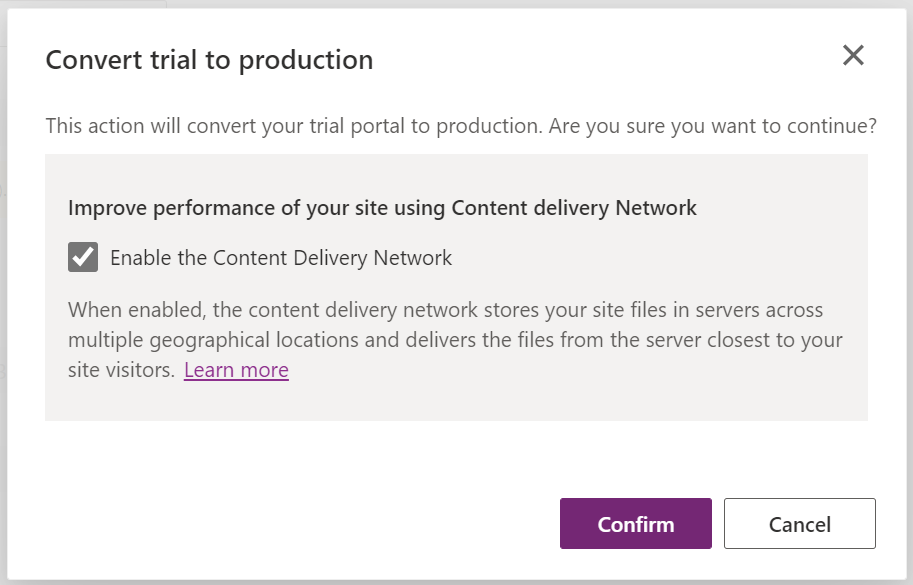 Convert trial to production
This action will convert your trial portal to production. Are you sure you want to continue?
Improve performance of your site using Content delivery Network
Enable the Content Delivery Network
When enabled, the content delivery network stores your site files in servers across
multiple geographical locations and delivers the files from the server closest to your
site visitors. Learn more
Confirm Cancel